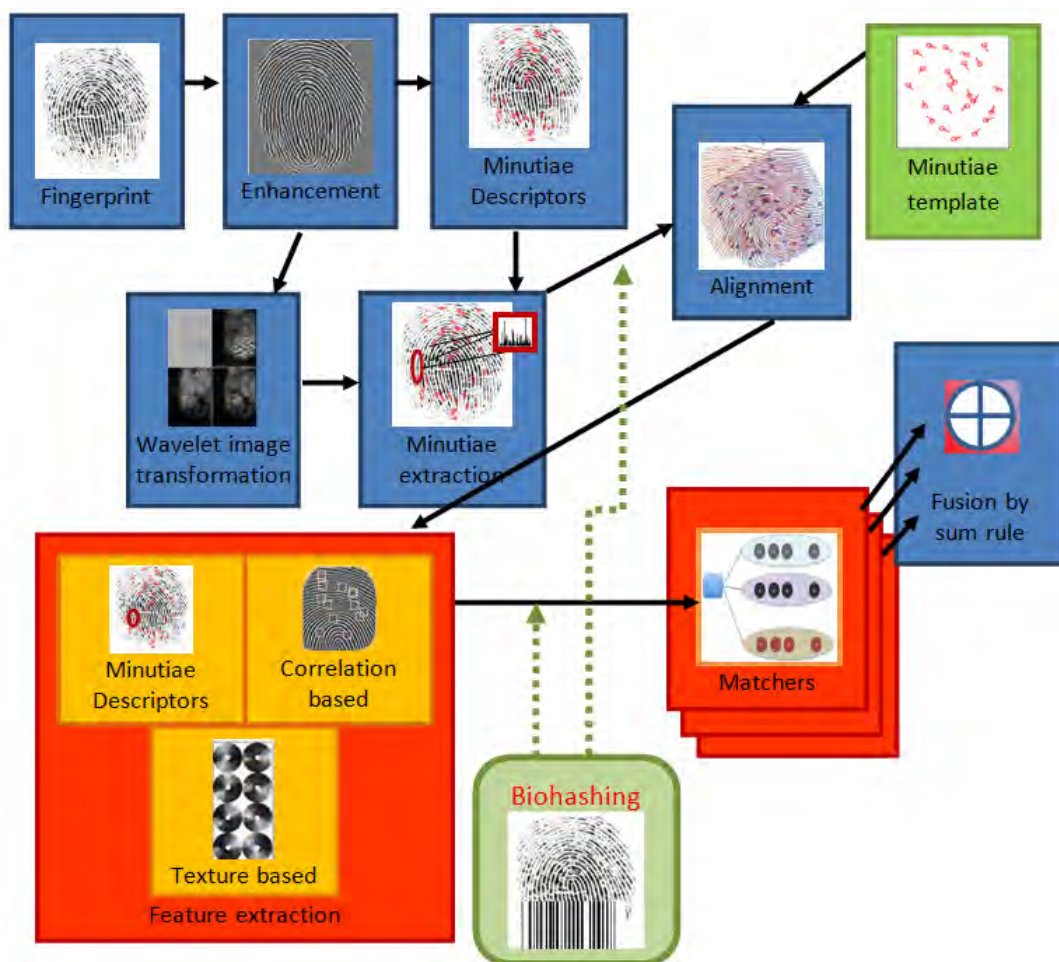 Fingerprint
Enhancement
Minutiae
Descriptors
Minutiae
template
Alignment
Wavelet image
transformation
Minutiae
extraction
Fusion by
sum rule
Minutiae
Descriptors
Correlation
based
Matchers
Texture based
Feature extraction
Biohashing